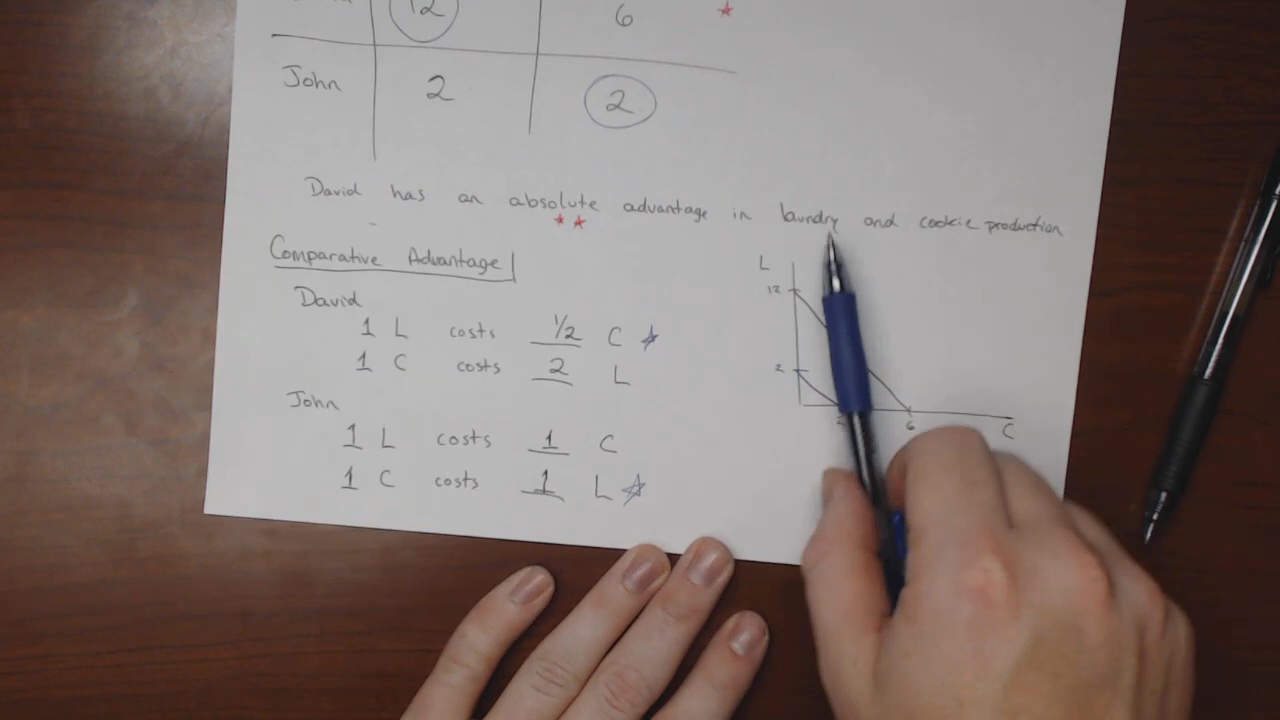 12 6
John 2 2
David has an absolute advantage in laundry and cookie production
Comparative Advantage
David
1 L costs 1/2 C
1 C costs 2 L
John
1 L costs 1 C
1 C costs 1 L
L
12
2
6
C